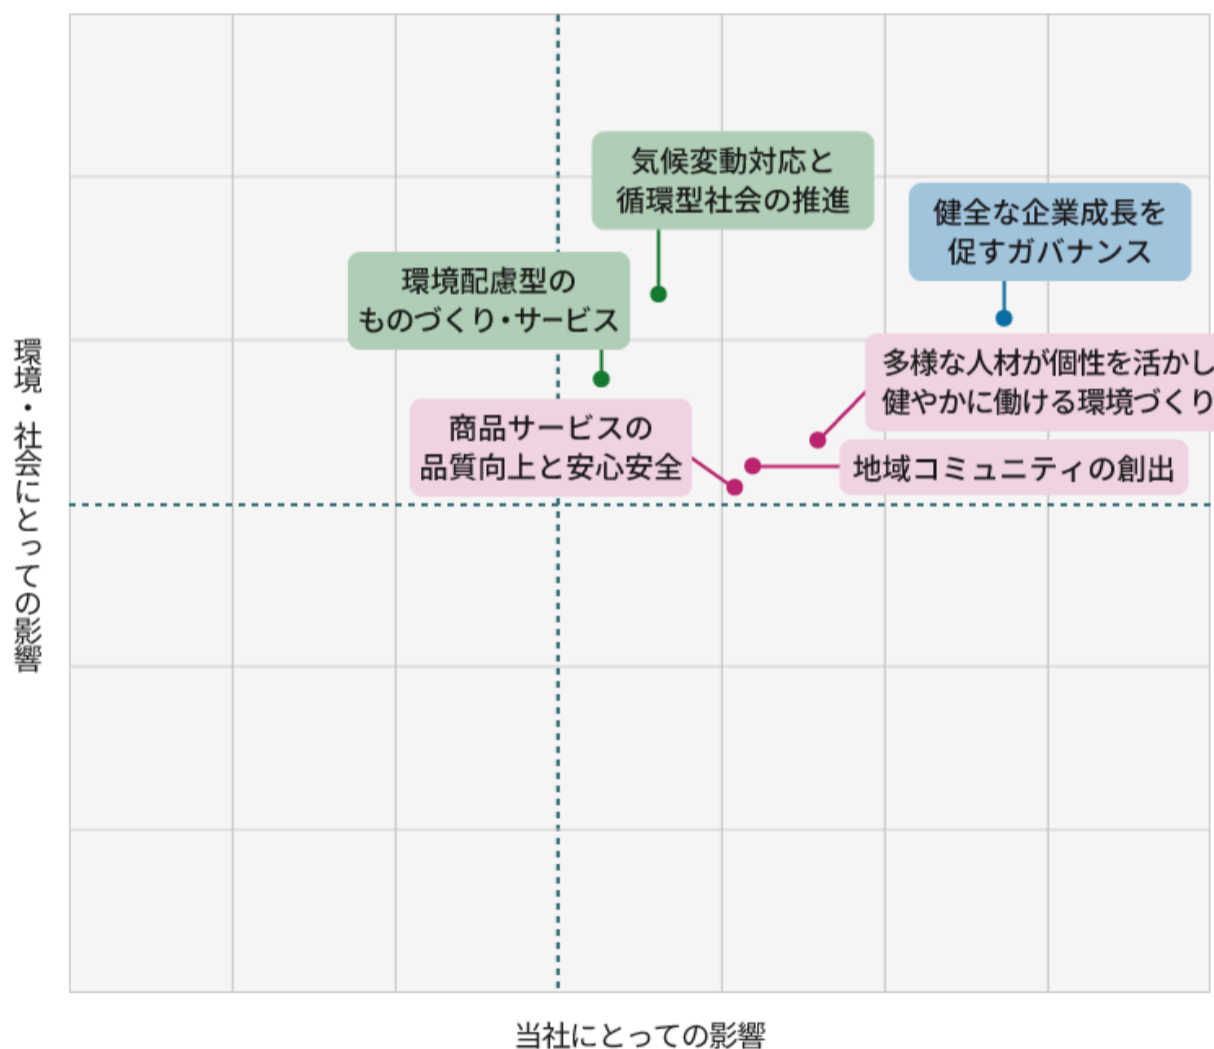 気候変動対応と
循環型社会の推進
健全な企業成長を
促すガバナンス
環境配慮型の
ものづくり・サービス
多様な人材が個性を活かし
健やかに働ける環境づくり
商品サービスの
品質向上と安心安全
地域コミュニティの創出
環境・社会にとっての影響
当社にとっての影響